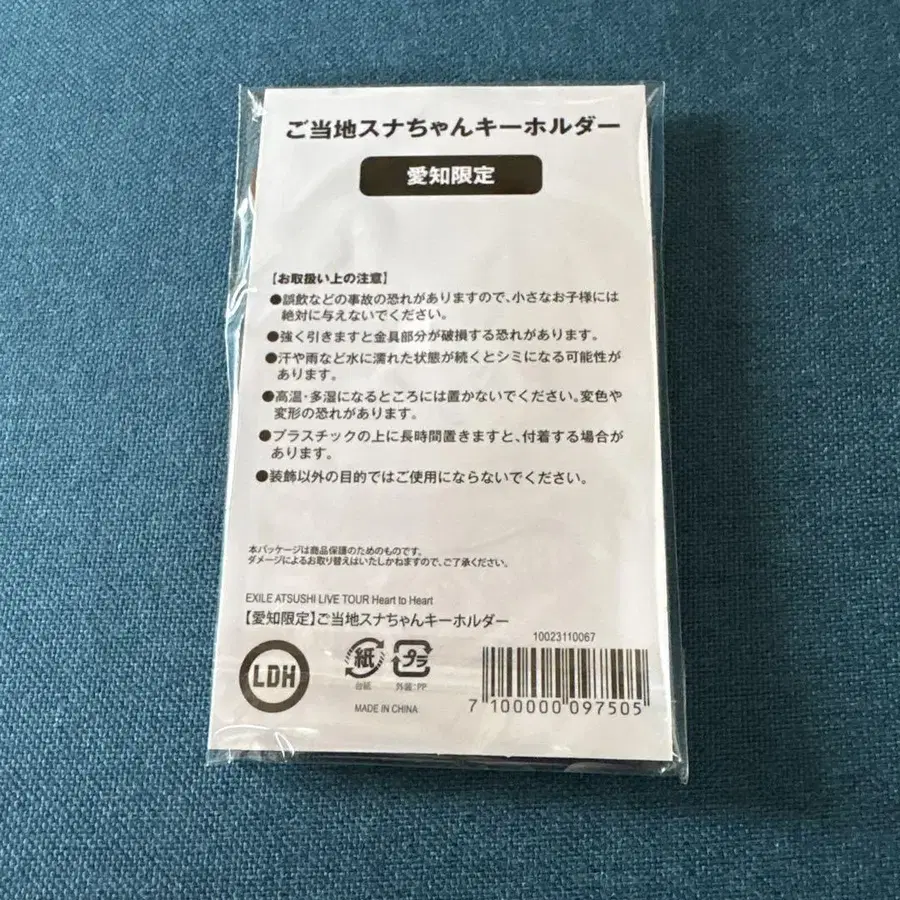 ご当地スナちゃんキーホルダー
愛知限定
【お取扱い上の注意】
●誤飲などの事故の恐れがありますので、小さなお子様には
絶対に与えないでください。
●強く引きますと金具部分が破損する恐れがあります。
●汗や雨など水に濡れた状態が続くとシミになる可能性が
あります。
●高温・多湿になるところには置かないでください。変色や
変形の恐れがあります。
●プラスチックの上に長時間置きますと、付着する場合が
あります。
●装飾以外の目的ではご使用にならないでください。
本パッケージは商品保護のためのものです。
ダメージによるお取り替えはいたしかねますので、ご了承ください。
EXILE ATSUSHI LIVE TOUR Heart to Heart
【愛知限定】ご当地スナちゃんキーホルダー
LDH
紙
台紙
プラ
外装:PP
MADE IN CHINA
10023110067
7 100000 097505